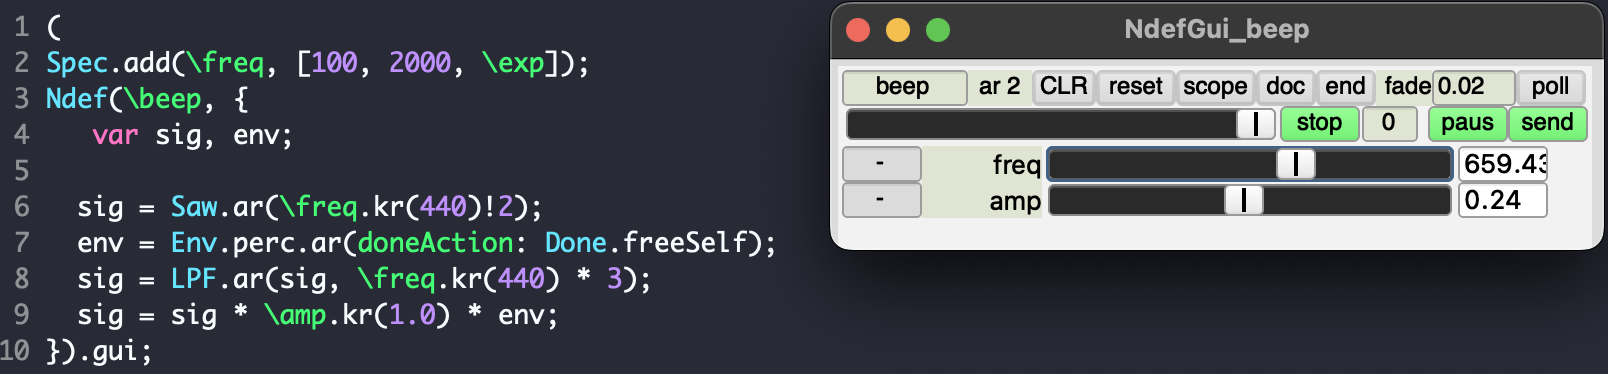 1 (
2 Spec.add(\freq, [100, 2000, \exp]);
3 Ndef(\beep, {
4    var sig, env;
5
6   sig = Saw.ar(\freq.kr(440)!2);
7   env = Env.perc.ar(doneAction: Done.freeSelf);
8   sig = LPF.ar(sig, \freq.kr(440) * 3);
9   sig = sig * \amp.kr(1.0) * env;
10 }).gui;
NdefGui_beep
beep ar 2 CLR reset scope doc end fade 0.02 poll
stop 0 paus send
- freq 659.43
- amp 0.24